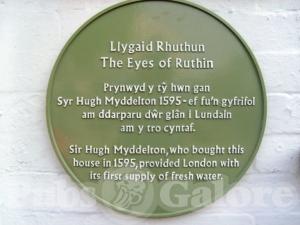 Llygaid Rhuthun
The Eyes of Ruthin
Prynwyd y tŷ hwn gan
Syr Hugh Myddelton 1595-ef fu'n gyfrifol
am ddarparu dŵr glân i Lundain
am y tro cyntaf.
Sir Hugh Myddelton, who bought this
house in 1595, provided London with
its first supply of fresh water.
Pubs Galore